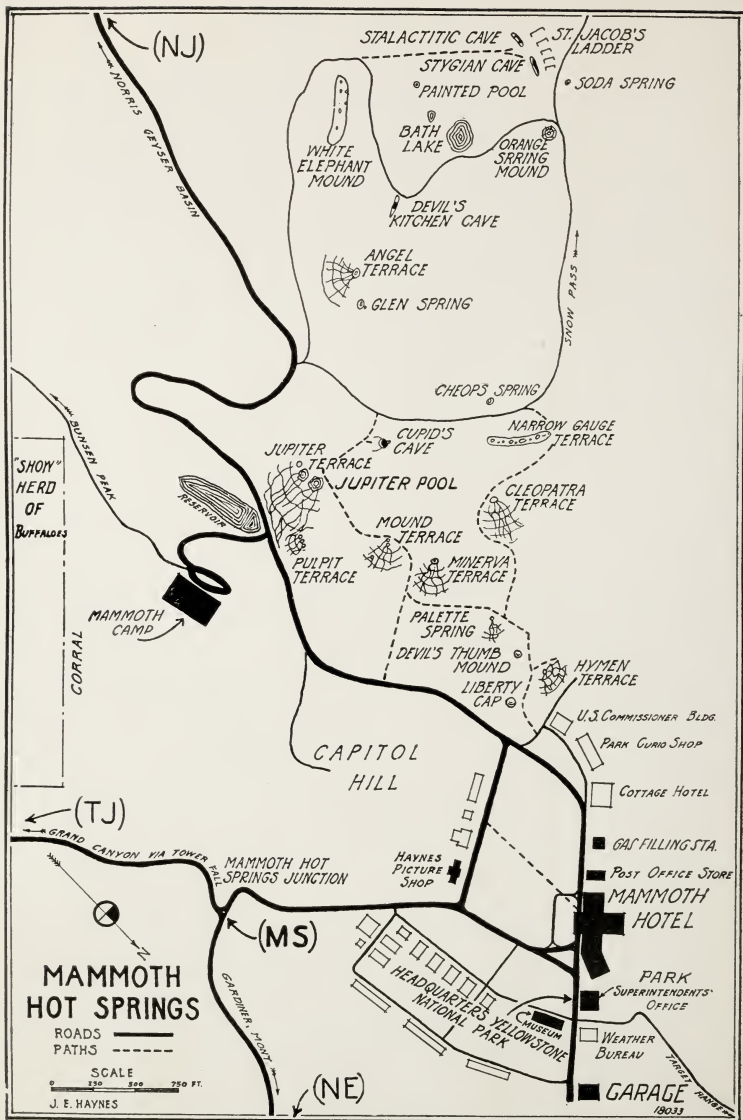 (NJ)
NORRIS GEYSER BASIN
STALACTITIC CAVE
ST. JACOB'S
LADDER
STYGIAN CAVE
SODA SPRING
PAINTED POOL
BATH
LAKE
WHITE
ELEPHANT
MOUND
ORANGE
SRRING
MOUND
DEVIL'S
KITCHEN CAVE
ANGEL
TERRACE
GLEN SPRING
SNOW PASS
CHEOPS SPRING
CUPID'S
CAVE
NARROW GAUGE
TERRACE
BUNSEN PEAK
JUPITER
TERRACE
JUPITER POOL
"SHOW"
HERD
OF
BUFFALOES
RESERVOIR
CLEOPATRA
TERRACE
MOUND
TERRACE
PULPIT
TERRACE
MINERVA
TERRACE
MAMMOTH
CAMP
CORRAL
PALETTE
SPRING
DEVIL'S THUMB
MOUND
HYMEN
TERRACE
LIBERTY
CAP
U.S. COMMISSIONER BLDG.
PARK CURIO SHOP
CAPITOL
HILL
COTTAGE HOTEL
(TJ)
GRAND CANYON VIA TOWER FALL
GAS FILLING STA.
MAMMOTH HOT
SPRINGS JUNCTION
HAYNES
PICTURE
SHOP
POST OFFICE STORE
MAMMOTH
HOTEL
N
(MS)
MAMMOTH
HOT SPRINGS
ROADS
PATHS
SCALE
0 250 500 750 FT.
J. E. HAYNES
GARDINER, MONT
HEADQUARTERS YELLOWSTONE
NATIONAL PARK
PARK
SUPERINTENDENTS'
OFFICE
MUSEUM
WEATHER
BUREAU
TARGET RANGE
(NE)
GARAGE
18033